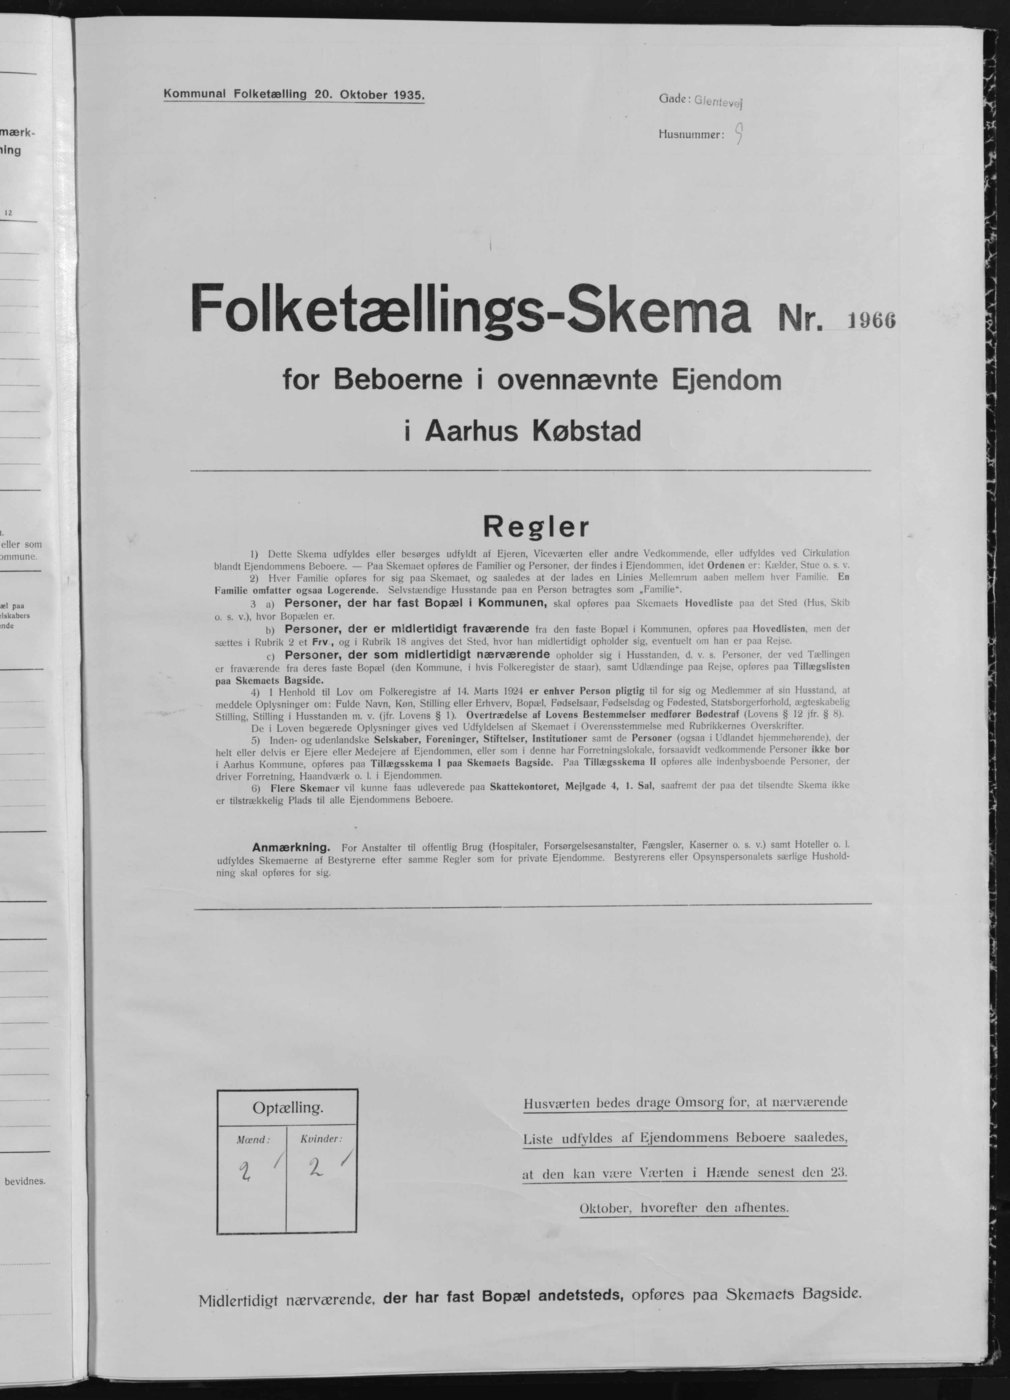 mærk-
ning
12
eller som
ommune.
æl paa
elskabers
ende
bevidnes.
Kommunal Folketælling 20. Oktober 1935.
Gade: Glentevej
Husnummer: 9
Folketællings-Skema Nr. 1966
for Beboerne i ovennævnte Ejendom
i Aarhus Købstad
Regler
1) Dette Skema udfyldes eller besørges udfyldt af Ejeren, Viceværten eller andre Vedkommende, eller udfyldes ved Cirkulation
blandt Ejendommens Beboere. — Paa Skemaet opføres de Familier og Personer, der findes i Ejendommen, idet Ordenen er: Kælder, Stue o. s. v.
2) Hver Familie opføres for sig paa Skemaet, og saaledes at der lades en Linies Mellemrum aaben mellem hver Familie. En
Familie omfatter ogsaa Logerende. Selvstændige Husstande paa en Person betragtes som „Familie“.
3 a) Personer, der har fast Bopæl i Kommunen, skal opføres paa Skemaets Hovedliste paa det Sted (Hus, Skib
o. s. v.), hvor Bopælen er.
b) Personer, der er midlertidigt fraværende fra den faste Bopæl i Kommunen, opføres paa Hovedlisten, men der
sættes i Rubrik 2 et Frv., og i Rubrik 18 angives det Sted, hvor han midlertidigt opholder sig, eventuelt om han er paa Rejse.
c) Personer, der som midlertidigt nærværende opholder sig i Husstanden, d. v. s. Personer, der ved Tællingen
er fraværende fra deres faste Bopæl (den Kommune, i hvis Folkeregister de staar), samt Udlændinge paa Rejse, opføres paa Tillægslisten
paa Skemaets Bagside.
4) I Henhold til Lov om Folkeregistre af 14. Marts 1924 er enhver Person pligtig til for sig og Medlemmer af sin Husstand, at
meddele Oplysninger om: Fulde Navn, Køn, Stilling eller Erhverv, Bopæl, Fødselsaar, Fødselsdag og Fødested, Statsborgerforhold, ægteskabelig
Stilling, Stilling i Husstanden m. v. (jfr. Lovens § 1). Overtrædelse af Lovens Bestemmelser medfører Bødestraf (Lovens § 12 jfr. § 8).
De i Loven begærede Oplysninger gives ved Udfyldelsen af Skemaet i Overensstemmelse med Rubrikkernes Overskrifter.
5) Inden- og udenlandske Selskaber, Foreninger, Stiftelser, Institutioner samt de Personer (ogsaa i Udlandet hjemmehørende), der
helt eller delvis er Ejere eller Medejere af Ejendommen, eller som i denne har Forretningslokale, forsaavidt vedkommende Personer ikke bor
i Aarhus Kommune, opføres paa Tillægsskema I paa Skemaets Bagside. Paa Tillægsskema II opføres alle indenbysboende Personer, der
driver Forretning, Haandværk o. l. i Ejendommen.
6) Flere Skemaer vil kunne faas udleverede paa Skattekontoret, Mejlgade 4, 1. Sal, saafremt der paa det tilsendte Skema ikke
er tilstrækkelig Plads til alle Ejendommens Beboere.
Anmærkning. For Anstalter til offentlig Brug (Hospitaler, Forsørgelsesanstalter, Fængsler, Kaserner o. s. v.) samt Hoteller o. l.
udfyldes Skemaerne af Bestyrerne efter samme Regler som for private Ejendomme. Bestyrerens eller Opsynspersonalets særlige Hushold-
ning skal opføres for sig.
Optælling.
Mænd: Kvinder:
2 / 2 /
Husværten bedes drage Omsorg for, at nærværende
Liste udfyldes af Ejendommens Beboere saaledes,
at den kan være Værten i Hænde senest den 23.
Oktober, hvorefter den afhentes.
Midlertidigt nærværende, der har fast Bopæl andetsteds, opføres paa Skemaets Bagside.